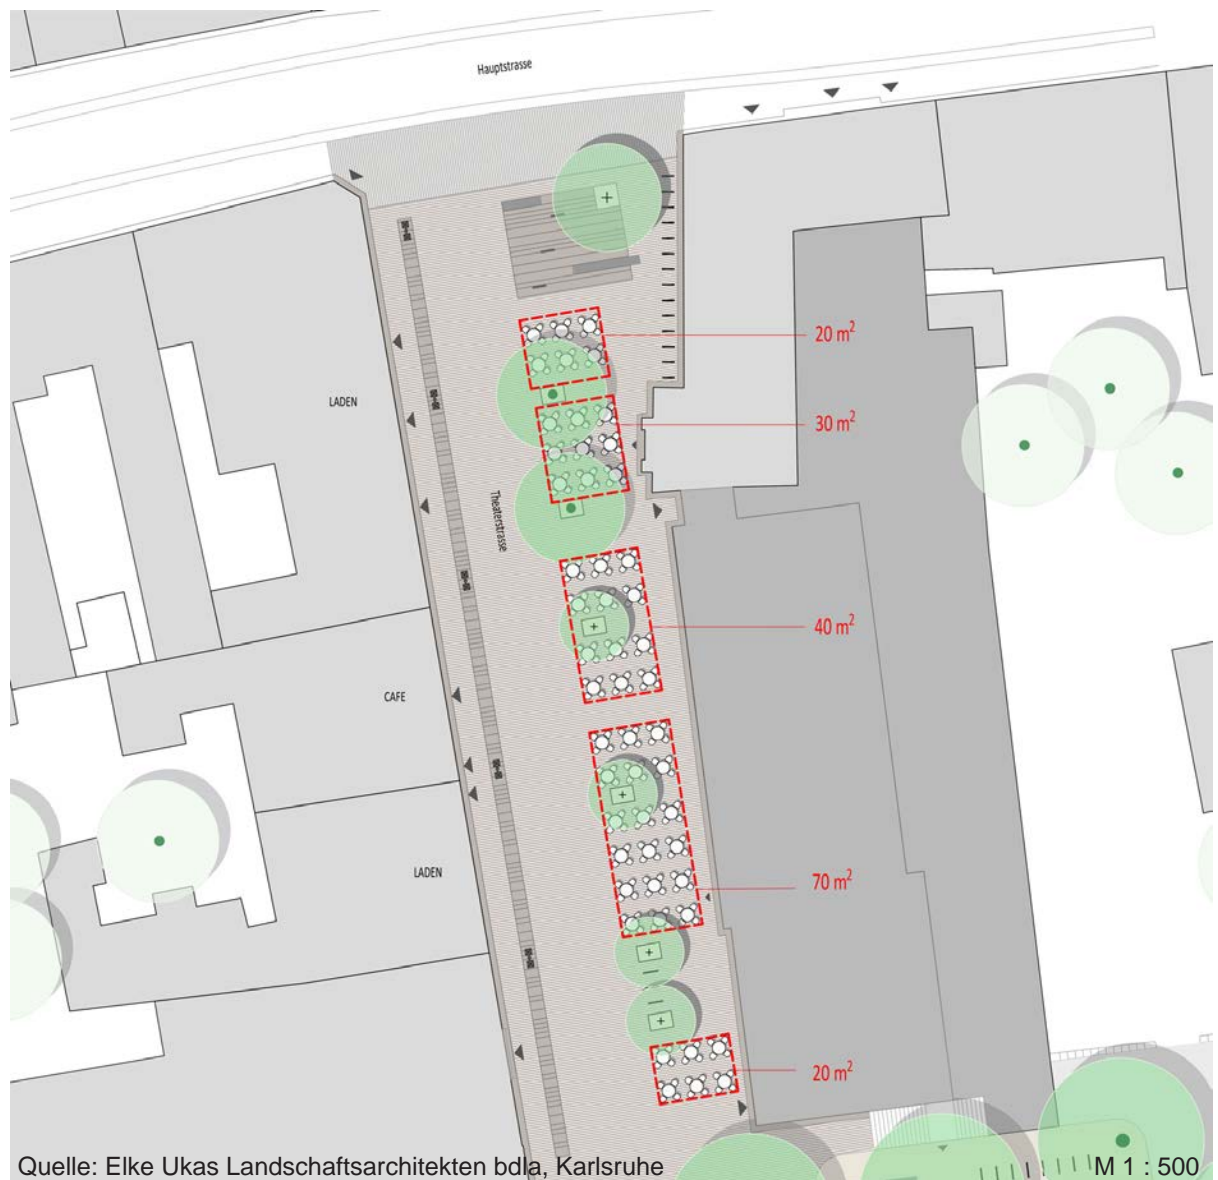 Hauptstrasse
20 m²
LADEN
30 m²
Theaterstrasse
40 m²
CAFE
LADEN
70 m²
20 m²
Quelle: Elke Ukas Landschaftsarchitekten bdla, Karlsruhe
M 1 : 500